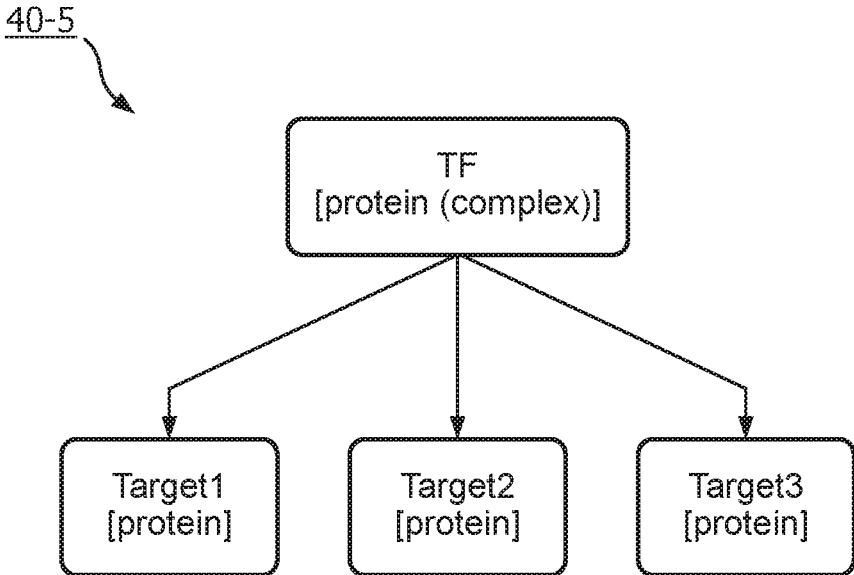 40-5
TF
[protein (complex)]
Target1
[protein]
Target2
[protein]
Target3
[protein]